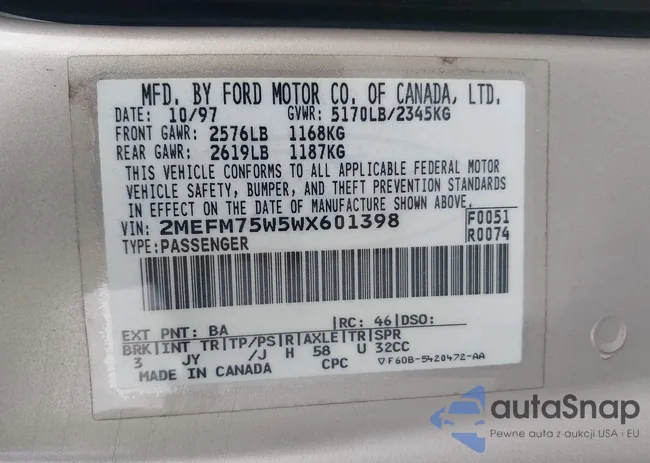 MFD. BY FORD MOTOR CO. OF CANADA, LTD.
DATE: 10/97 GVWR: 5170LB/2345KG
FRONT GAWR: 2576LB 1168KG
REAR GAWR: 2619LB 1187KG
THIS VEHICLE CONFORMS TO ALL APPLICABLE FEDERAL MOTOR
VEHICLE SAFETY, BUMPER, AND THEFT PREVENTION STANDARDS
IN EFFECT ON THE DATE OF MANUFACTURE SHOWN ABOVE.
VIN: 2MEFM75W5WX601398 F0051
TYPE: PASSENGER R0074
EXT PNT: BA RC: 46 DSO:
BRK INT TR TP/PS R AXLE TR SPR
3 JY /J H 58 U 32CC
MADE IN CANADA CPC ▽F60B-5420472-AA
autaSnap
Pewne auta z aukcji USA i EU